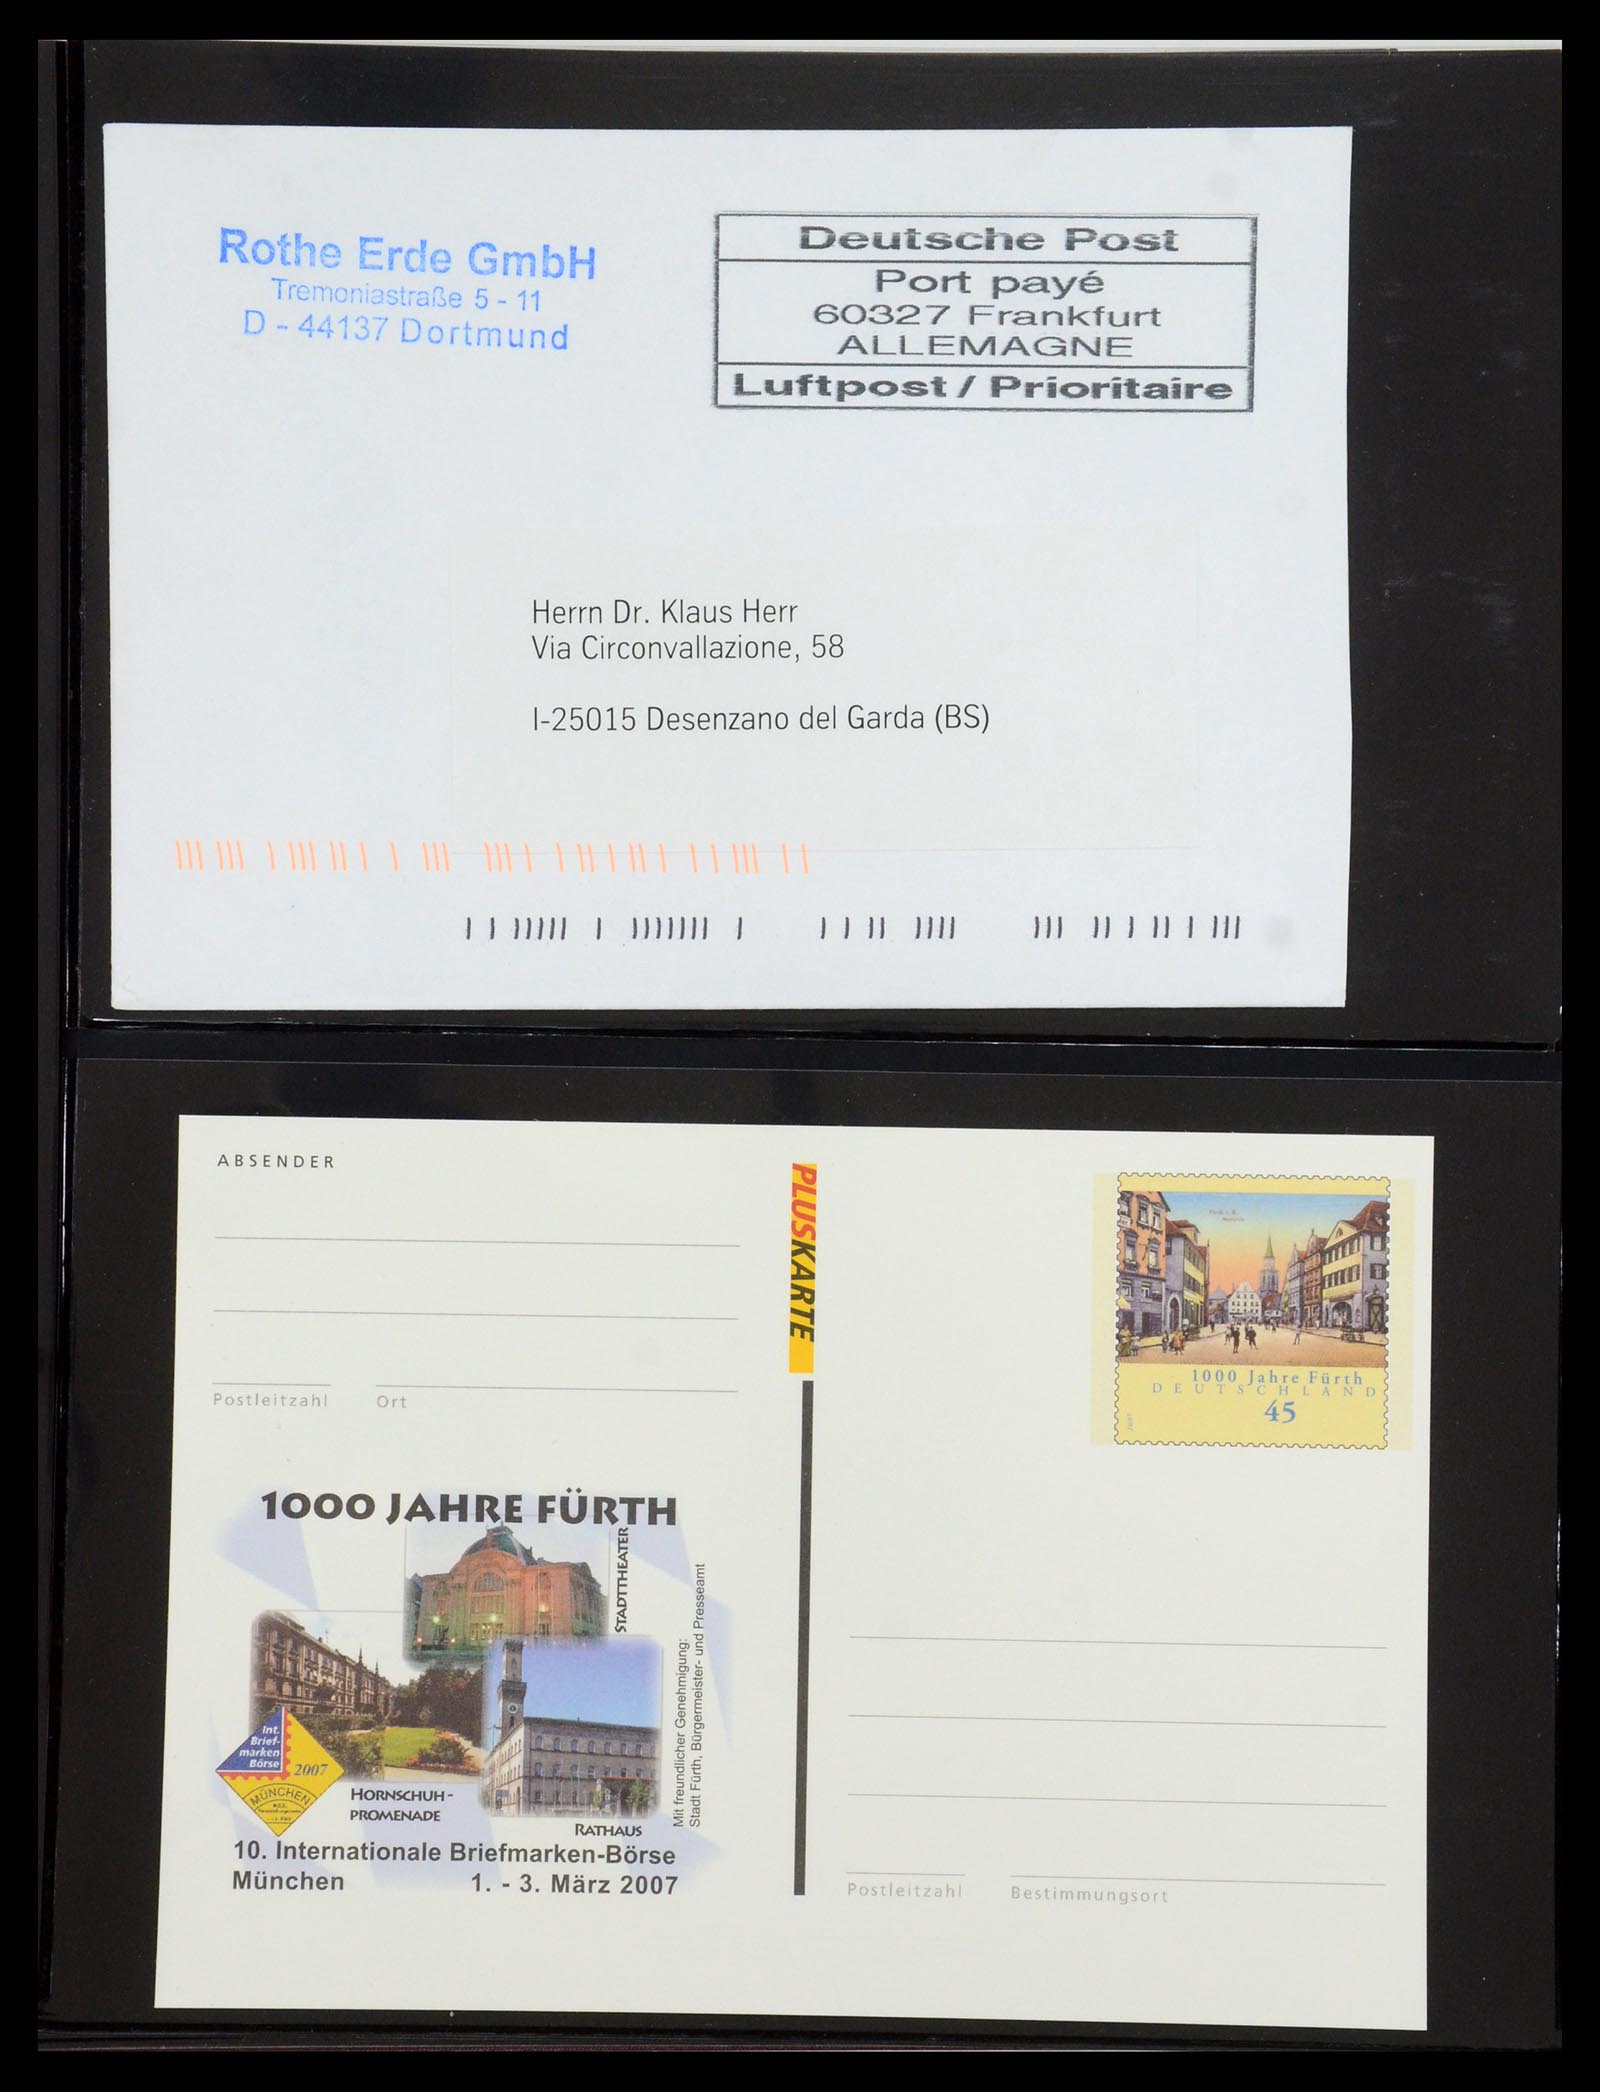 Rothe Erde GmbH
Tremoniastraße 5 - 11
D - 44137 Dortmund
Deutsche Post
Port payé
60327 Frankfurt
ALLEMAGNE
Luftpost / Prioritaire
Herrn Dr. Klaus Herr
Via Circonvallazione, 58
I-25015 Desenzano del Garda (BS)
ABSENDER
Postleitzahl Ort
PLUSKARTE
1000 Jahre Fürth
DEUTSCHLAND
45
2007
1000 JAHRE FÜRTH
STADTTHEATER
HORNSCHUH-
PROMENADE
RATHAUS
Mit freundlicher Genehmigung:
Stadt Fürth, Bürgermeister- und Presseamt
Int.
Brief-
marken
Börse
2007
MÜNCHEN
10. Internationale Briefmarken-Börse
München 1. - 3. März 2007
Postleitzahl Bestimmungsort